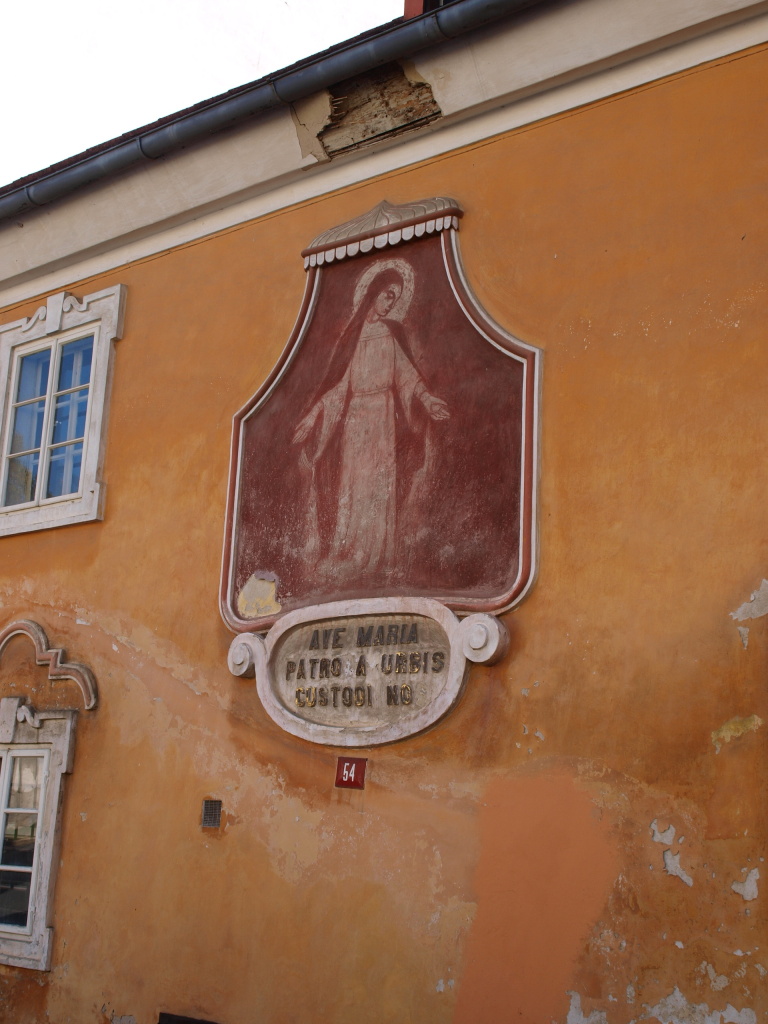 AVE MARIA
PATRO A URBIS
CUSTODI NO
54